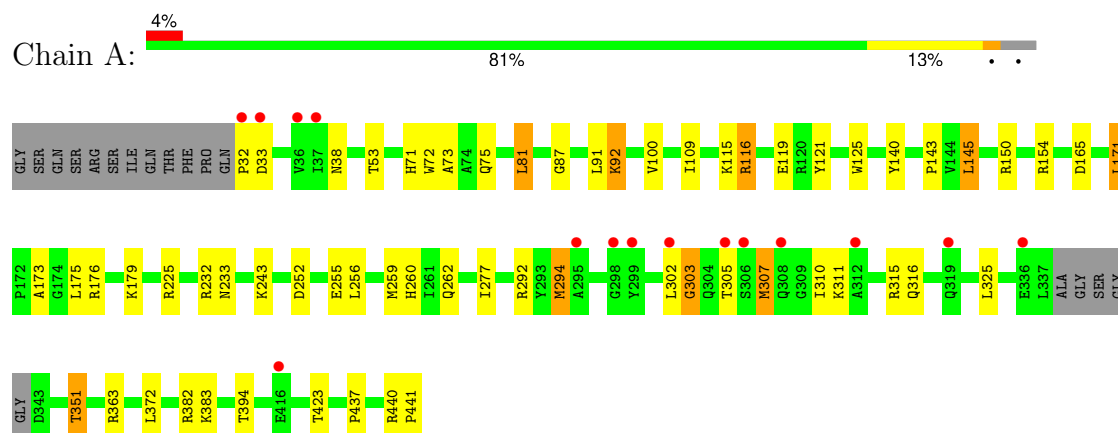 4%
Chain A:
81% 13% • •
GLY SER GLN SER ARG SER ILE GLN THR PHE PRO GLN P32 D33 V36 I37 N38 T53 H71 W72 A73 A74 Q75 L81 G87 L91 K92 V100 I109 K115 R116 E119 R120 Y121 W125 Y140 P143 V144 L145 R150 R154 D165 L171
P172 A173 G174 L175 R176 K179 R225 R232 N233 K243 D252 E255 L256 M259 H260 I261 Q262 I277 R292 Y293 M294 A295 G298 Y299 L302 G303 Q304 T305 S306 M307 Q308 G309 I310 K311 A312 R315 Q316 Q319 L325 E336 L337 ALA GLY SER GLY
GLY D343 T351 R363 L372 R382 K383 T394 E416 T423 P437 R440 P441